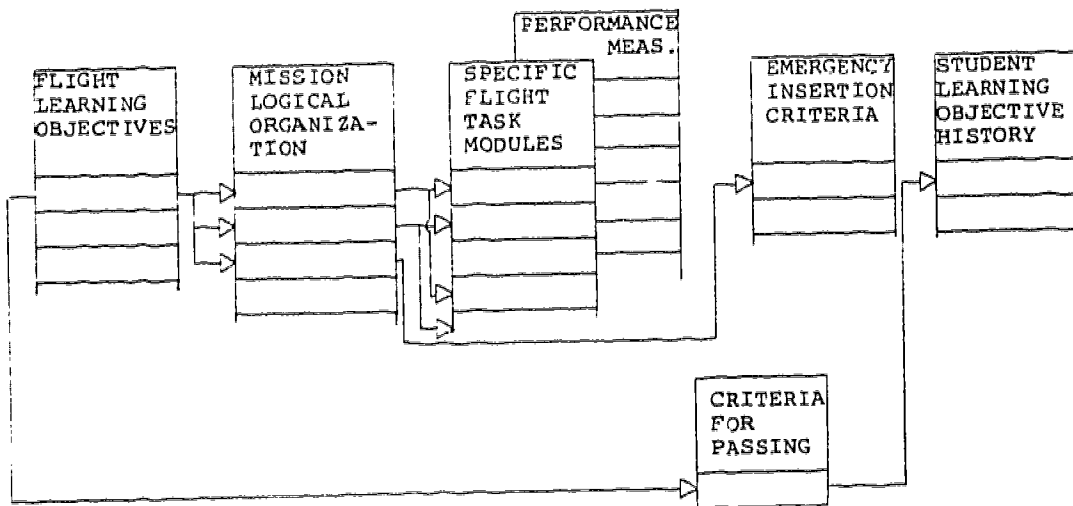 PERFORMANCE
MEAS.
FLIGHT
LEARNING
OBJECTIVES
MISSION
LOGICAL
ORGANIZA-
TION
SPECIFIC
FLIGHT
TASK
MODULES
EMERGENCY
INSERTION
CRITERIA
STUDENT
LEARNING
OBJECTIVE
HISTORY
CRITERIA
FOR
PASSING